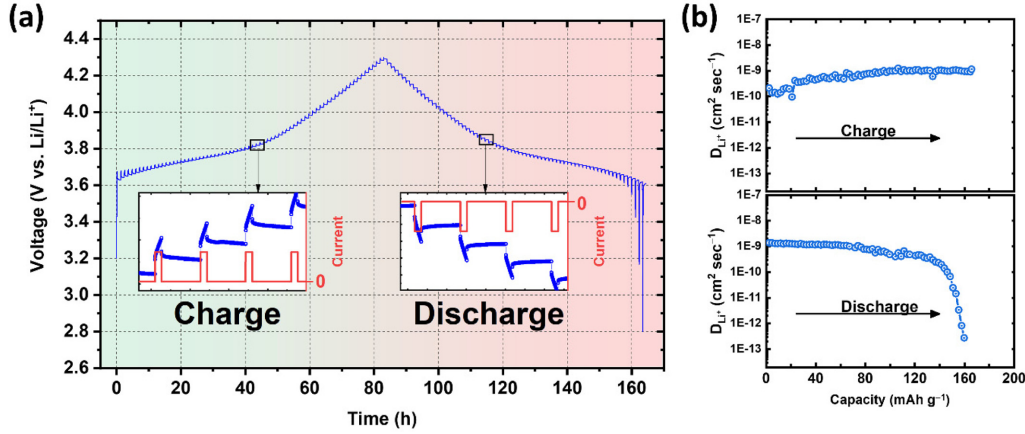 (a)
Voltage (V vs. Li/Li⁺)
4.4
4.2
4.0
3.8
3.6
3.4
3.2
3.0
2.8
2.6
0
Current
Charge
0
Current
Discharge
0 20 40 60 80 100 120 140 160
Time (h)
(b)
D_Li⁺ (cm² sec⁻¹)
1E-7
1E-8
1E-9
1E-10
1E-11
1E-12
1E-13
Charge
D_Li⁺ (cm² sec⁻¹)
1E-7
1E-8
1E-9
1E-10
1E-11
1E-12
1E-13
Discharge
0 40 80 120 160 200
Capacity (mAh g⁻¹)